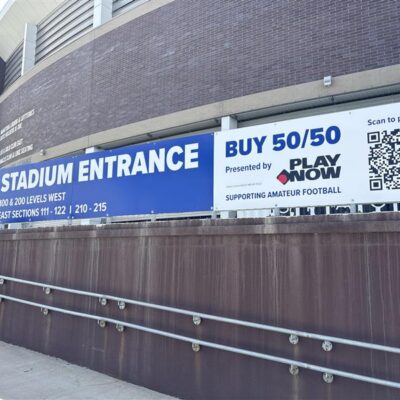 STADIUM ENTRANCE
100 & 200 LEVELS WEST
EAST SECTIONS 111 - 122 | 210 - 215
BUY 50/50
Presented by
PLAY
NOW
SUPPORTING AMATEUR FOOTBALL
Scan to